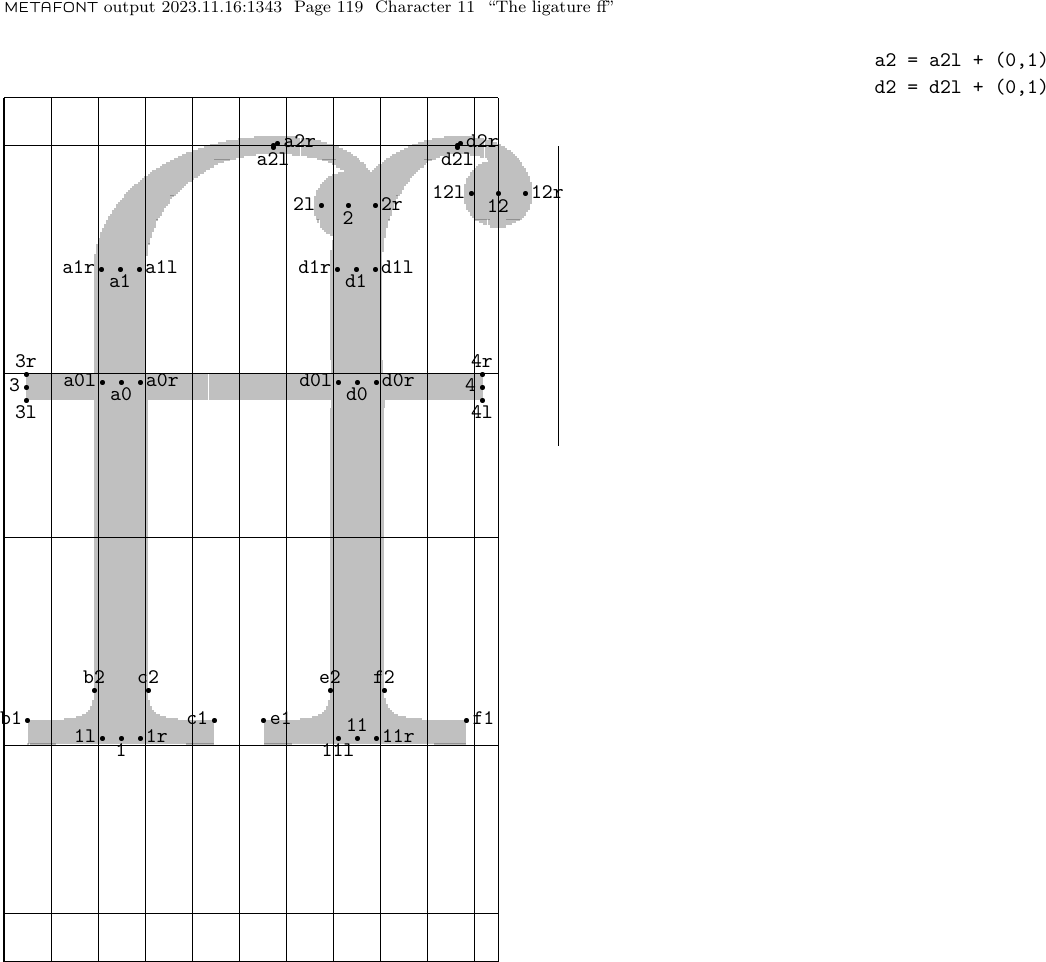 METAFONT output 2023.11.16:1343 Page 119 Character 11 “The ligature ff”
a2 = a2l + (0,1)
d2 = d2l + (0,1)
a2r d2r
a2l d2l
12l 12r
2l 2r 12
2
a1r a1l d1r d1l
a1 d1
3r 4r
3 a0l a0r d0l d0r 4
a0 d0
3l 4l
b2 c2 e2 f2
b1 c1 e1 f1
11
1l 1r 11r
1 11l